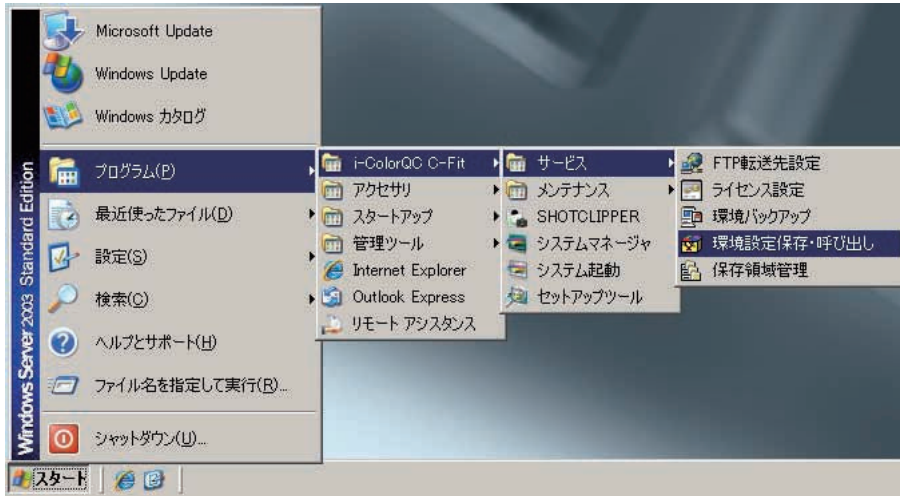 Microsoft Update
Windows Update
Windows カタログ
プログラム(P)
最近使ったファイル(D)
設定(S)
検索(C)
ヘルプとサポート(H)
ファイル名を指定して実行(R)...
シャットダウン(U)...
Windows Server 2003 Standard Edition
スタート
i-ColorQC C-Fit
アクセサリ
スタートアップ
管理ツール
Internet Explorer
Outlook Express
リモート アシスタンス
サービス
メンテナンス
SHOTCLIPPER
システムマネージャ
システム起動
セットアップツール
FTP転送先設定
ライセンス設定
環境バックアップ
環境設定保存・呼び出し
保存領域管理